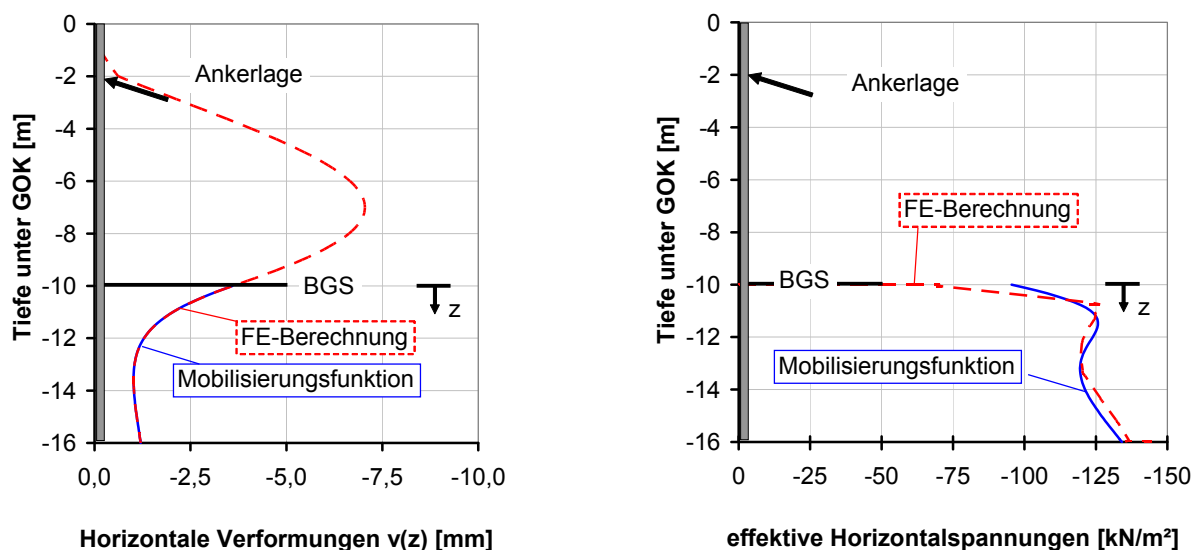 0
-2
-4
-6
-8
-10
-12
-14
-16
Tiefe unter GOK [m]
Ankerlage
BGS
z
FE-Berechnung
Mobilisierungsfunktion
0,0
-2,5
-5,0
-7,5
-10,0
Horizontale Verformungen v(z) [mm]
0
-2
-4
-6
-8
-10
-12
-14
-16
Tiefe unter GOK [m]
Ankerlage
FE-Berechnung
BGS
z
Mobilisierungsfunktion
0
-25
-50
-75
-100
-125
-150
effektive Horizontalspannungen [kN/m²]